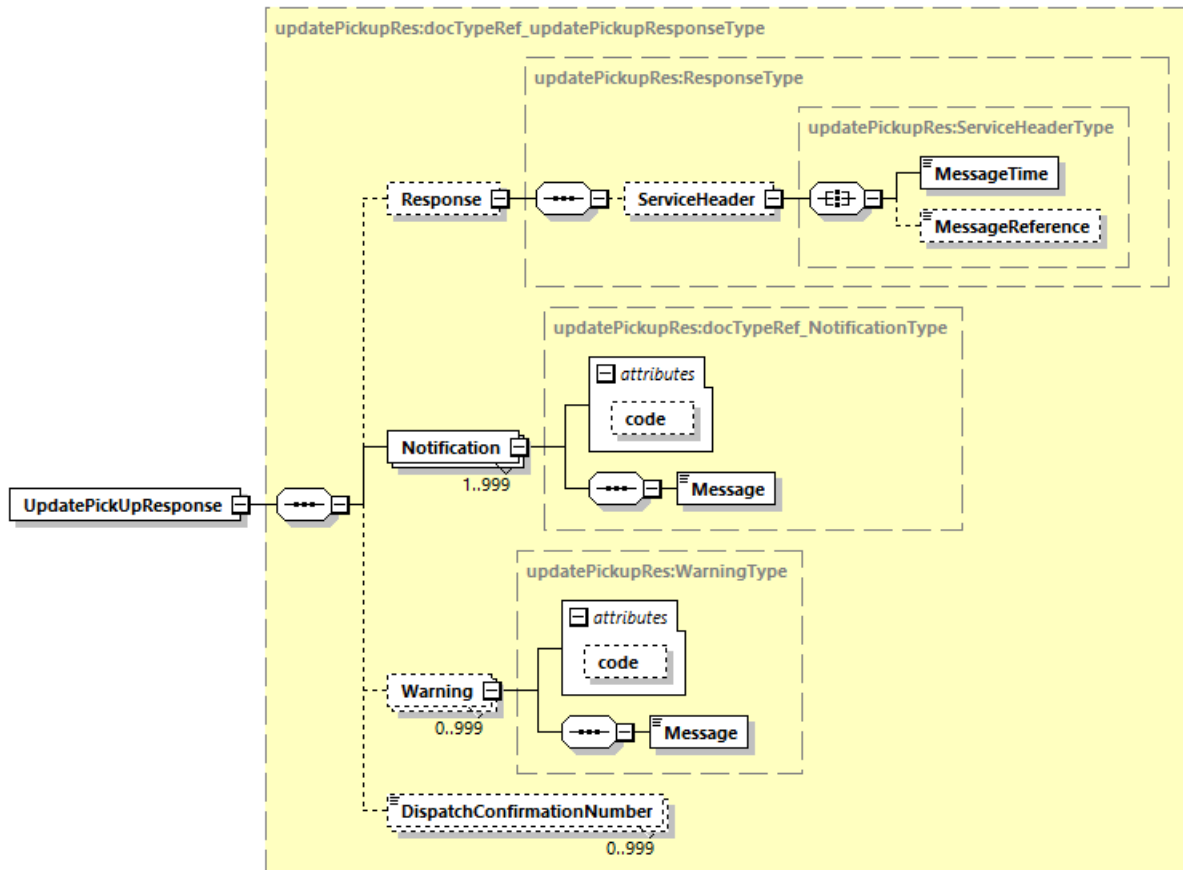 updatePickupRes:docTypeRef_updatePickupResponseType
updatePickupRes:ResponseType
updatePickupRes:ServiceHeaderType
MessageTime
Response
ServiceHeader
MessageReference
updatePickupRes:docTypeRef_NotificationType
attributes
code
Notification
1..999
Message
UpdatePickUpResponse
updatePickupRes:WarningType
attributes
code
Warning
0..999
Message
DispatchConfirmationNumber
0..999